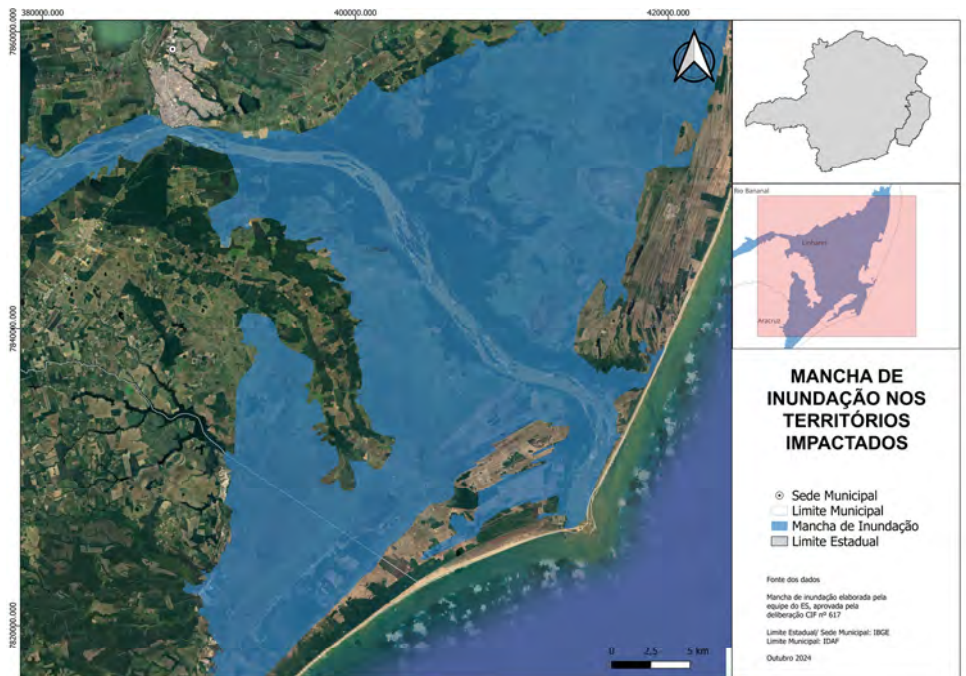 380000.000 400000.000 420000.000
7860000.000
7840000.000
7820000.000
0 2,5 5 km
Rio Bananal
Linhares
Aracruz
MANCHA DE
INUNDAÇÃO NOS
TERRITÓRIOS
IMPACTADOS
Sede Municipal
Limite Municipal
Mancha de Inundação
Limite Estadual
Fonte dos dados
Mancha de inundação elaborada pela
equipe do ES, aprovada pela
deliberação CIF nº 617
Limite Estadual/ Sede Municipal: IBGE
Limite Municipal: IDAF
Outubro 2024